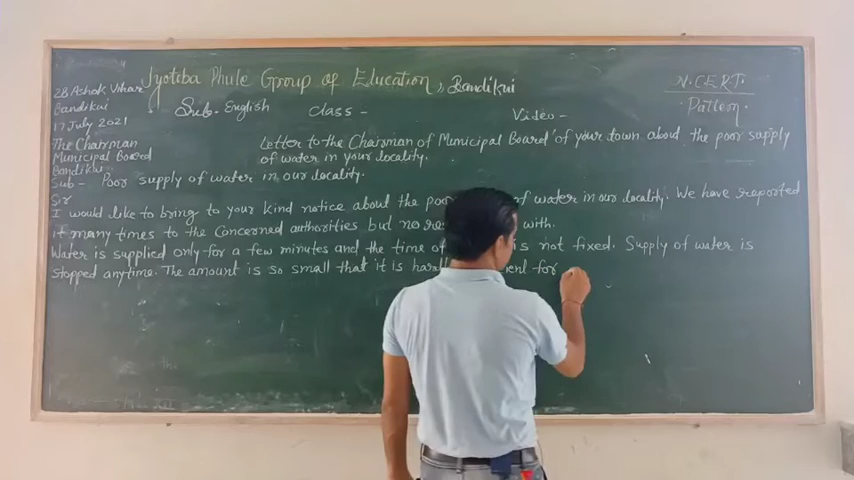 Jyotoba Phule Group of Education, Bandikui
N.C.E.R.T.
Pattern
Sub. English Class - Video -
28 Ashok Vihar
Bandikui
17 July 2021
The Chairman
Municipal Board
Bandikui
Letter to the Chairman of Municipal Board of your town about the poor supply
of water in your locality.
Sub- Poor supply of water in our locality.
Sir
I would like to bring to your kind notice about the poor of water in our locality. We have reported
it many times to the Concerned authorities but no with.
Water is supplied only for a few minutes and the time of is not fixed. Supply of water is
stopped anytime. The amount is so small that it is for